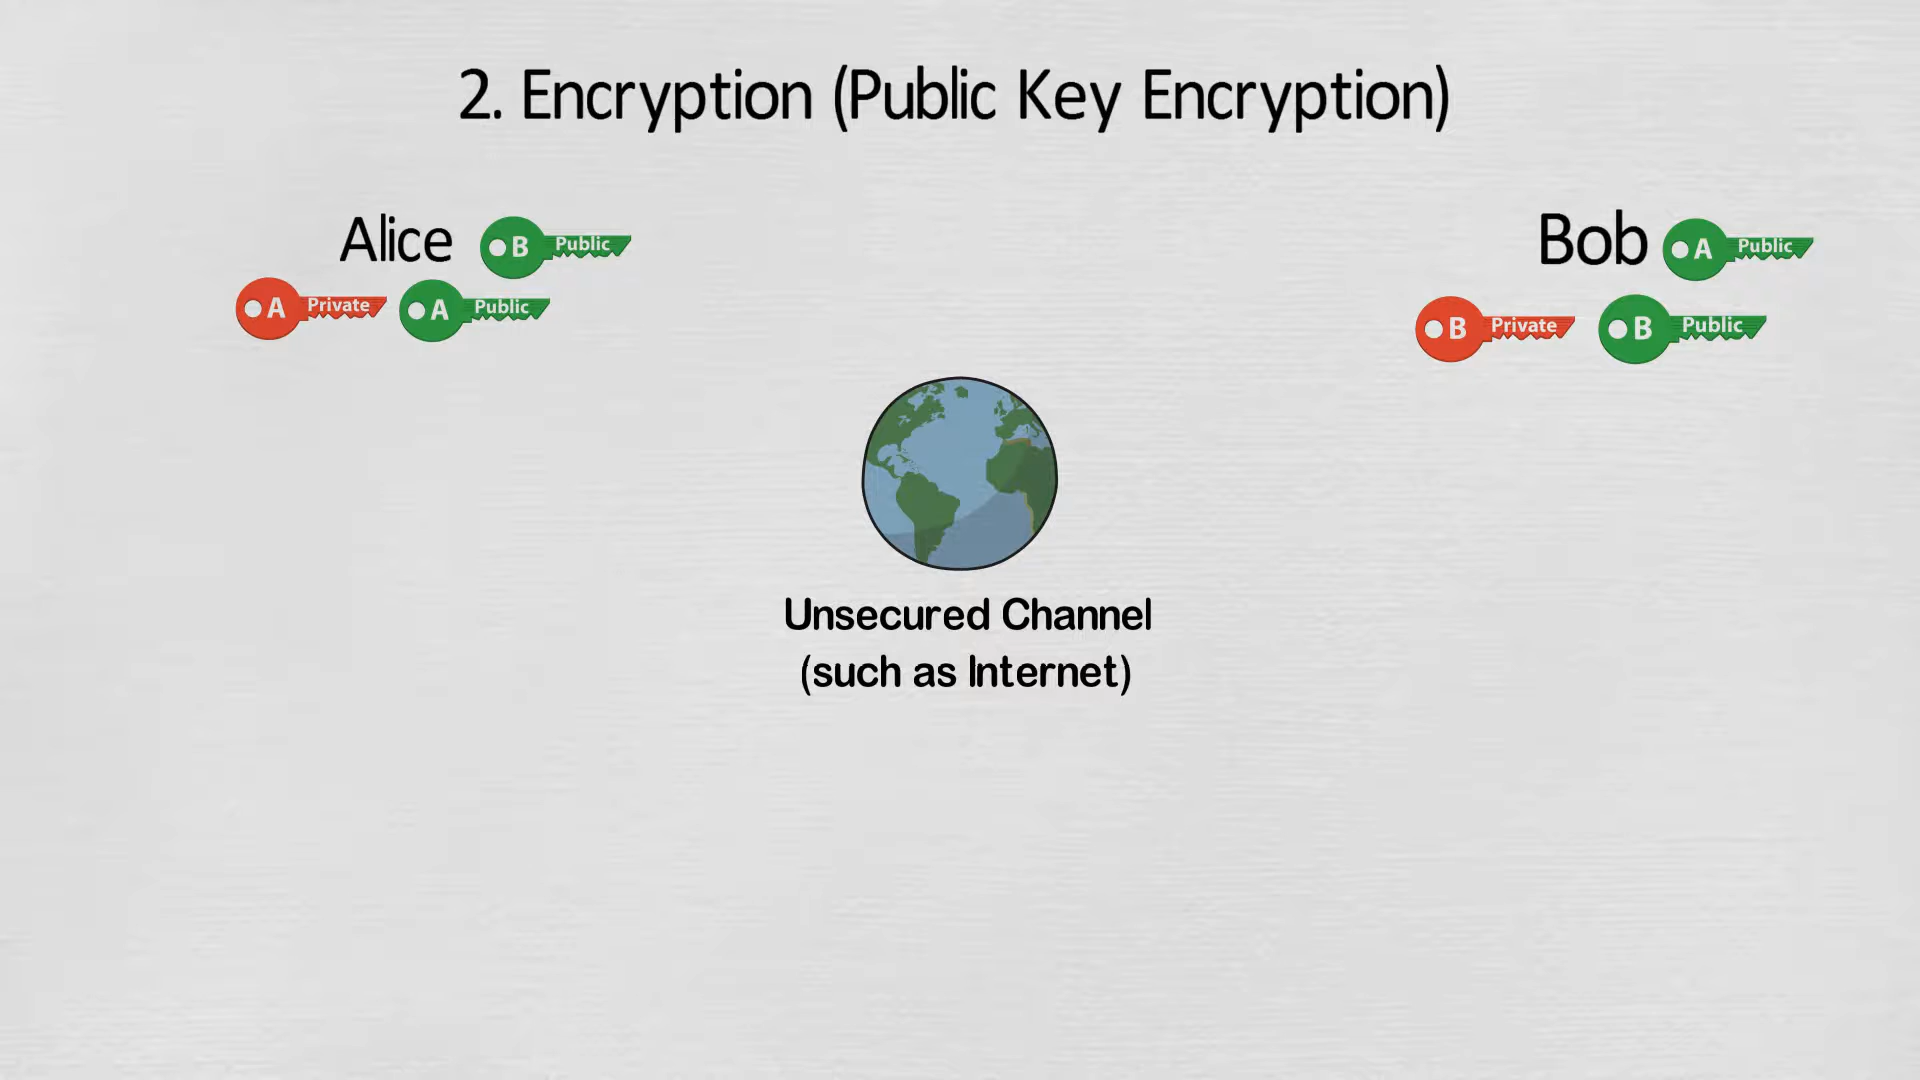 2. Encryption (Public Key Encryption)
Alice B Public
A Private A Public
Bob A Public
B Private B Public
Unsecured Channel
(such as Internet)